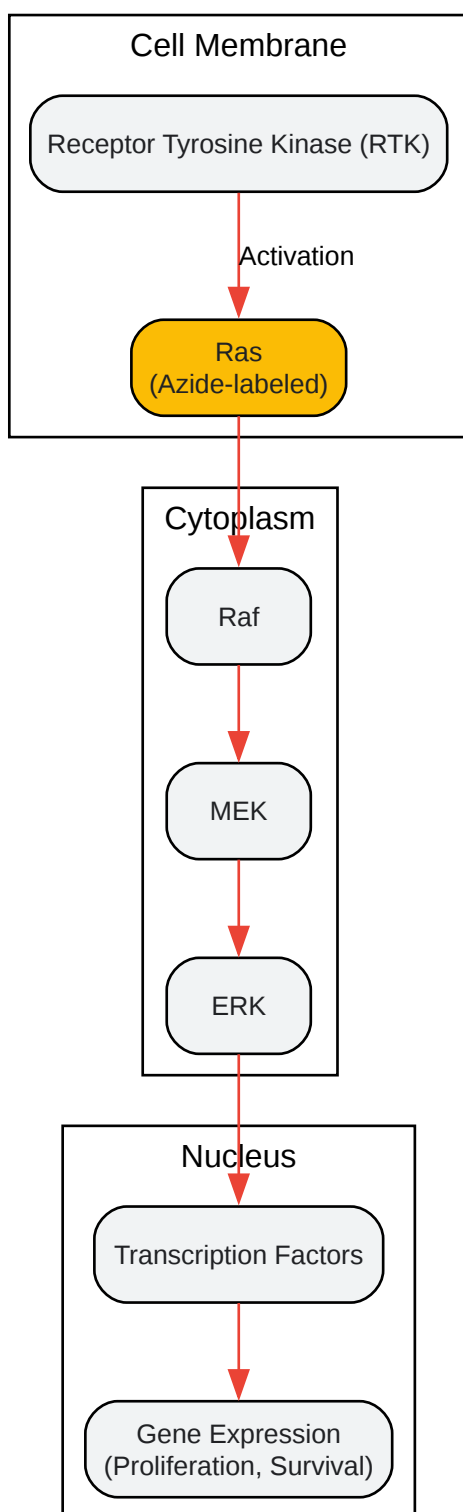 Cell Membrane
Receptor Tyrosine Kinase (RTK)
Activation
Ras
(Azide-labeled)
Cytoplasm
Raf
MEK
ERK
Nucleus
Transcription Factors
Gene Expression
(Proliferation, Survival)